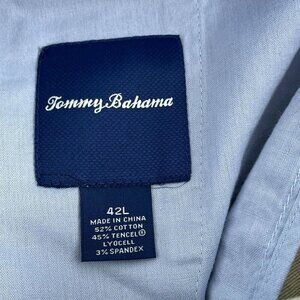 Tommy Bahama
42L
MADE IN CHINA
52% COTTON
45% TENCEL®
LYOCELL
3% SPANDEX